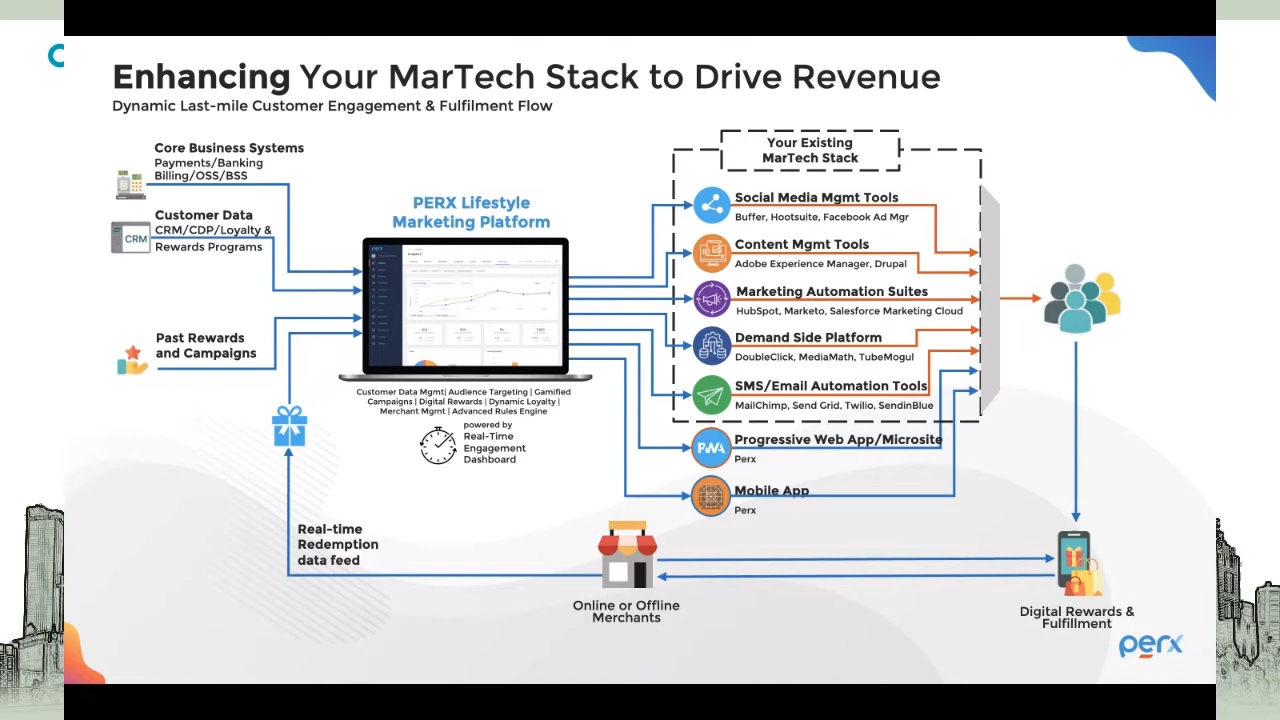 Enhancing Your MarTech Stack to Drive Revenue
Dynamic Last-mile Customer Engagement & Fulfilment Flow
Core Business Systems
Payments/Banking
Billing/OSS/BSS
Customer Data
CRM/CDP/Loyalty &
Rewards Programs
CRM
Past Rewards
and Campaigns
PERX Lifestyle
Marketing Platform
Customer Data Mgmt| Audience Targeting | Gamified
Campaigns | Digital Rewards | Dynamic Loyalty |
Merchant Mgmt | Advanced Rules Engine
powered by
Real-Time
Engagement
Dashboard
Your Existing
MarTech Stack
Social Media Mgmt Tools
Buffer, Hootsuite, Facebook Ad Mgr
Content Mgmt Tools
Adobe Experience Manager, Drupal
Marketing Automation Suites
HubSpot, Marketo, Salesforce Marketing Cloud
Demand Side Platform
DoubleClick, MediaMath, TubeMogul
SMS/Email Automation Tools
MailChimp, Send Grid, Twilio, SendinBlue
PWA
Progressive Web App/Microsite
Perx
Mobile App
Perx
Real-time
Redemption
data feed
Online or Offline
Merchants
Digital Rewards &
Fulfillment
perx